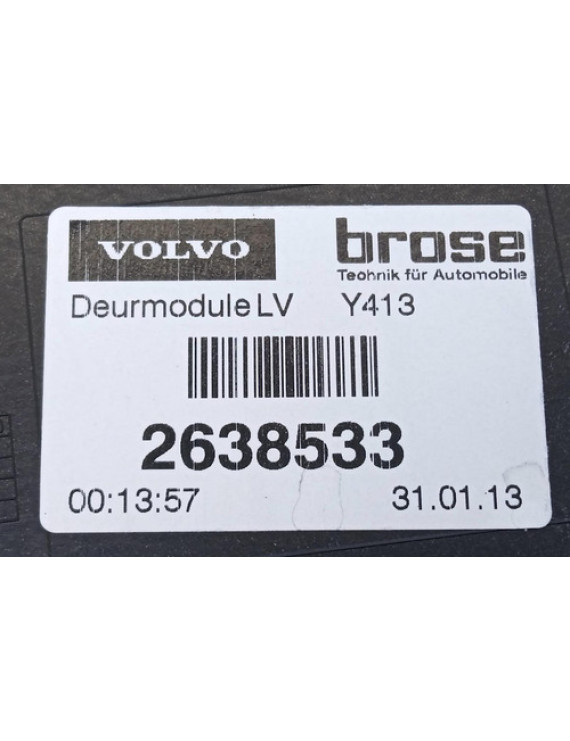 VOLVO brose
Technik für Automobile
Deurmodule LV Y413
2638533
00:13:57 31.01.13